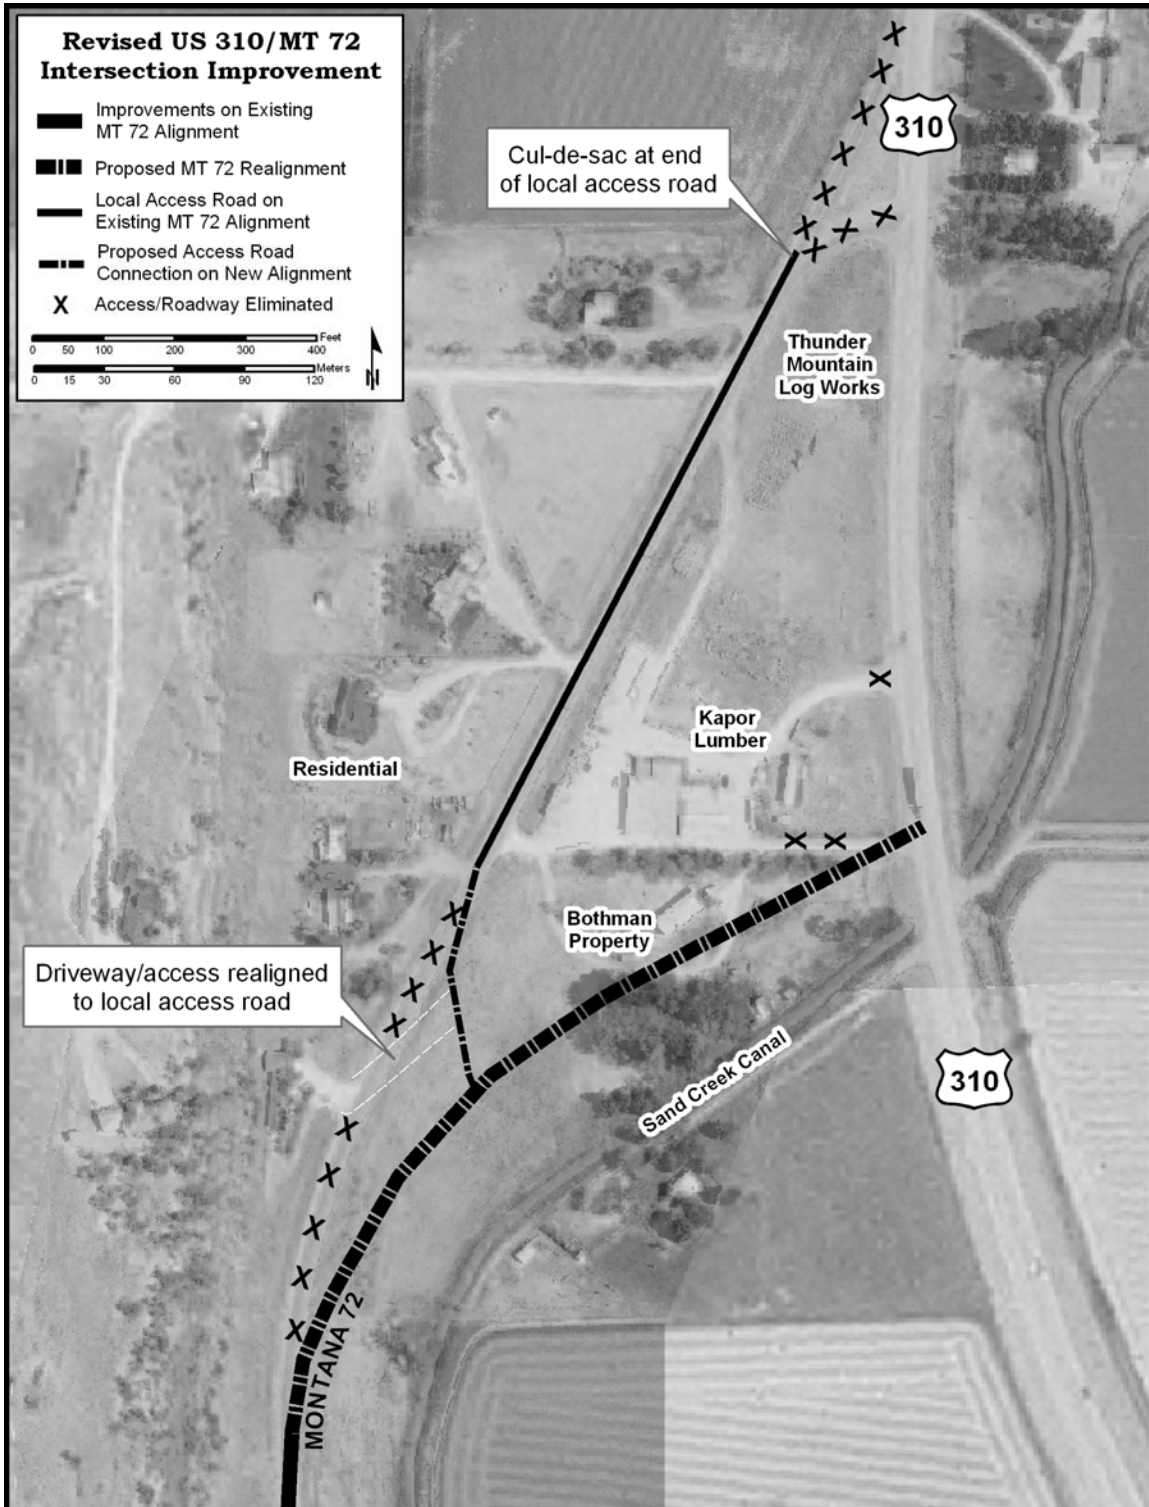 Revised US 310/MT 72
Intersection Improvement
Improvements on Existing
MT 72 Alignment
Proposed MT 72 Realignment
Local Access Road on
Existing MT 72 Alignment
Proposed Access Road
Connection on New Alignment
X Access/Roadway Eliminated
Feet
0 50 100 200 300 400
Meters
0 15 30 60 90 120
N
310
Cul-de-sac at end
of local access road
Thunder
Mountain
Log Works
Kapor
Lumber
Residential
Bothman
Property
Driveway/access realigned
to local access road
Sand Creek Canal
310
MONTANA 72